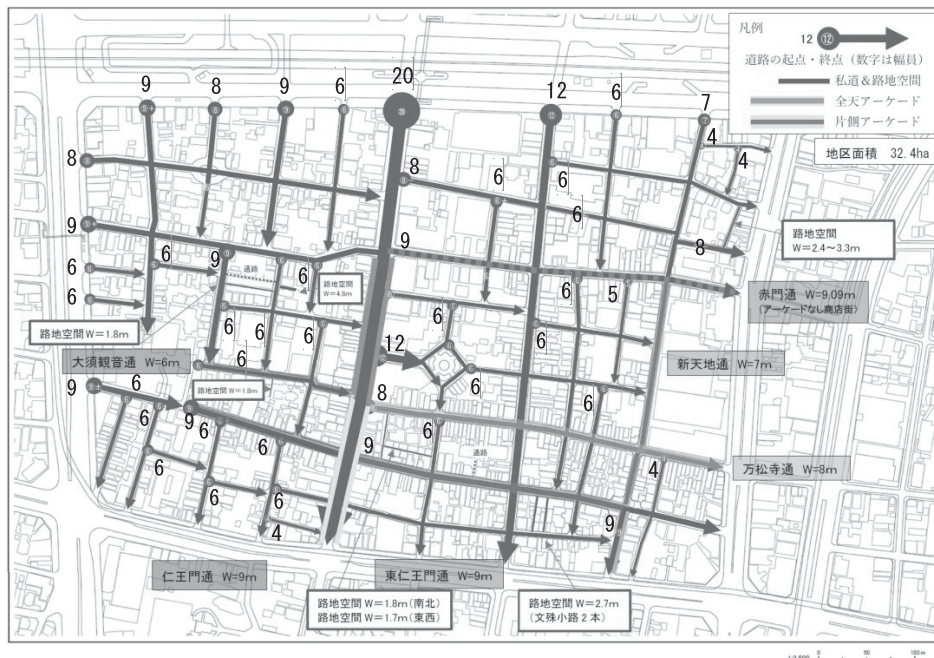 凡例
12 ⑫
道路の起点・終点（数字は幅員）
私道＆路地空間
全天アーケード
片側アーケード
地区面積　32.4ha
9
8
9
6
20
12
6
7
4
4
8
8
6
6
6
路地空間
W=2.4～3.3m
9
6
9
6
6
9
8
6
通路
路地空間
W=4.8m
6
5
赤門通　W=9.09m
(アーケードなし商店街)
6
路地空間 W=1.8m
6
6
6
6
6
大須観音通　W=6m
12
新天地通　W=7m
9
6
6
路地空間 W=1.8m
6
8
6
9
6
6
6
9
通路
4
万松寺通　W=8m
6
6
6
4
9
仁王門通　W=9m
東仁王門通　W=9m
路地空間 W=1.8m(南北)
路地空間 W=1.7m(東西)
路地空間 W=2.7m
(文殊小路2本)
1:2,500
0
50
100m